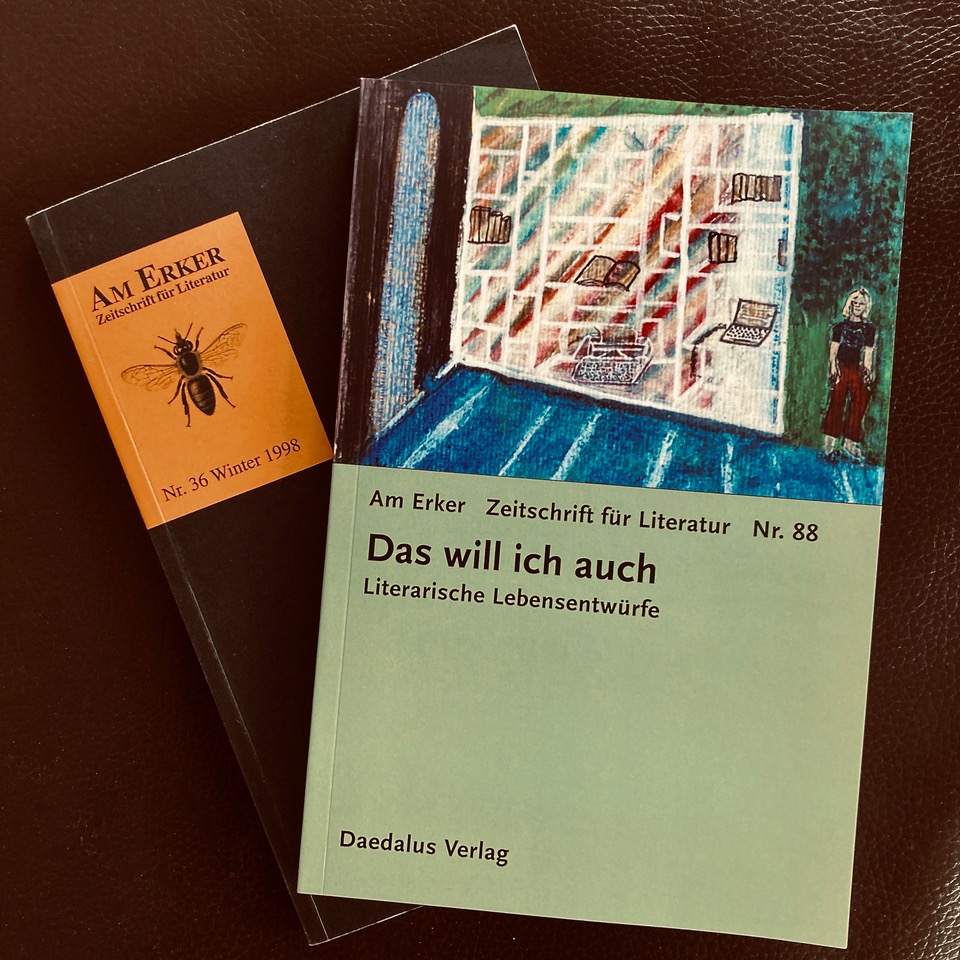 AM ERKER
Zeitschrift für Literatur
Nr. 36 Winter 1998
Am Erker Zeitschrift für Literatur Nr. 88
Das will ich auch
Literarische Lebensentwürfe
Daedalus Verlag